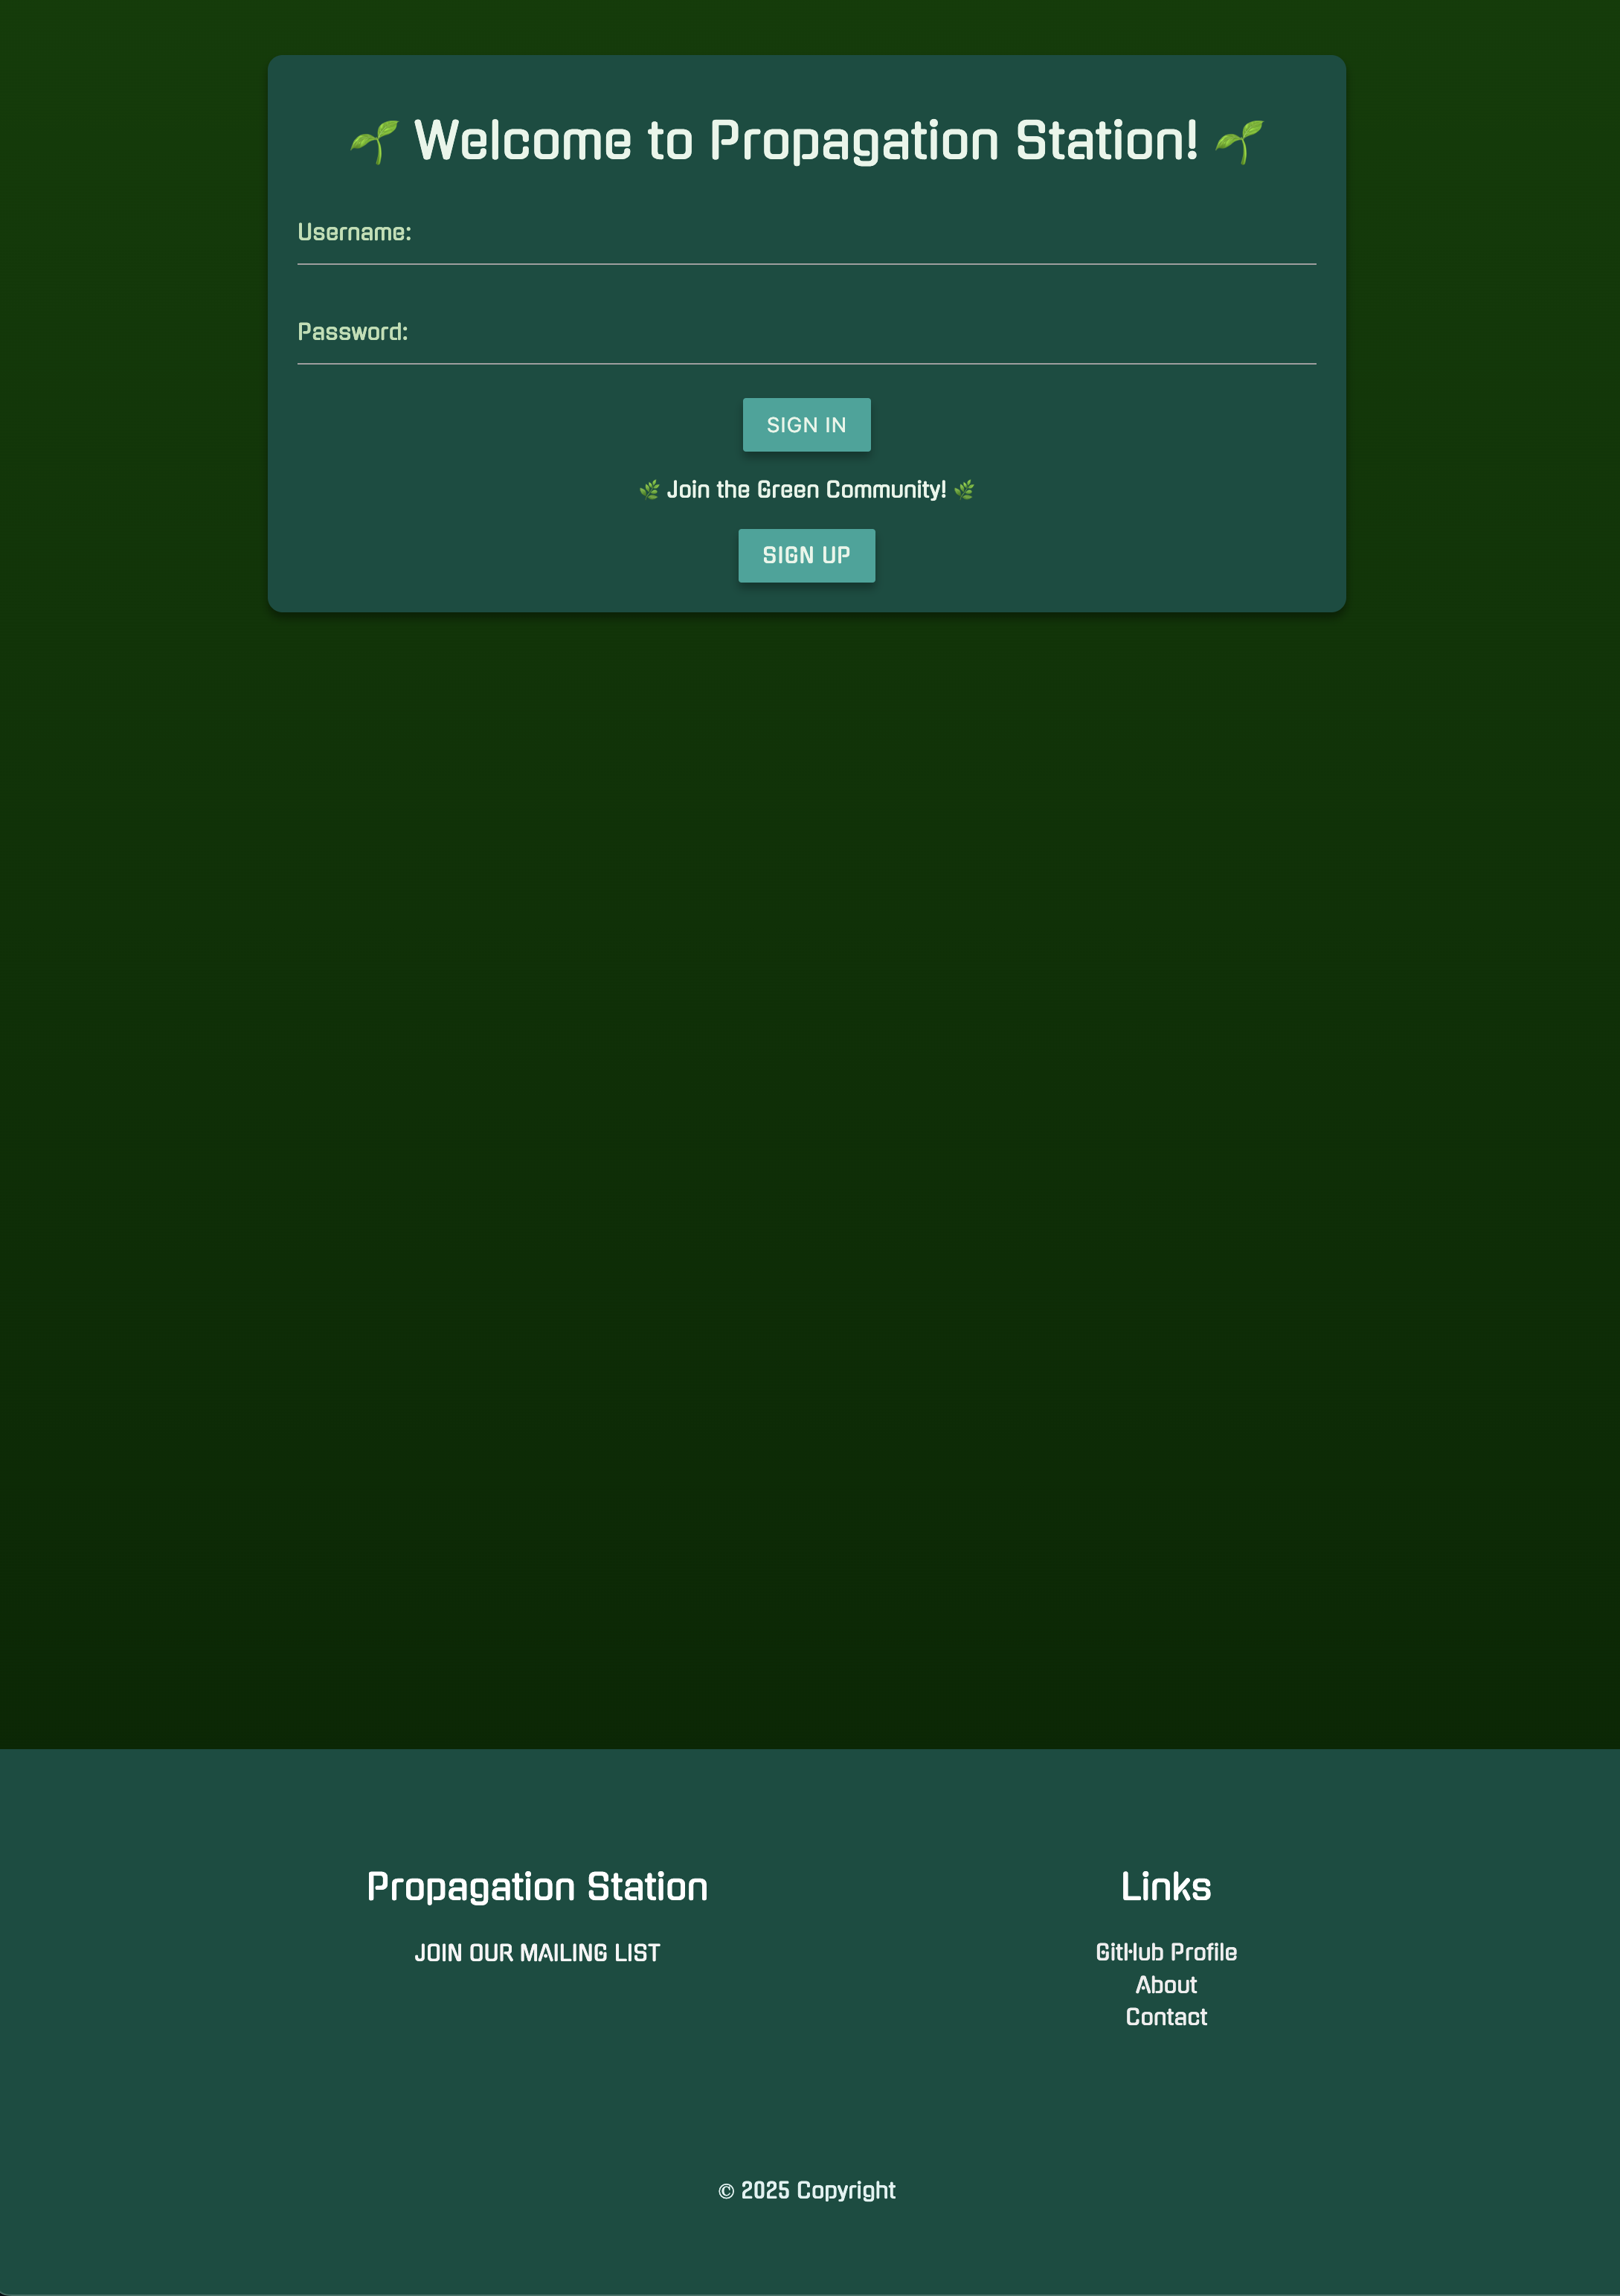 🌱 Welcome to Propagation Station! 🌱
Username:
Password:
SIGN IN
🌿 Join the Green Community! 🌿
SIGN UP
Propagation Station
JOIN OUR MAILING LIST
Links
GitHub Profile
About
Contact
© 2025 Copyright